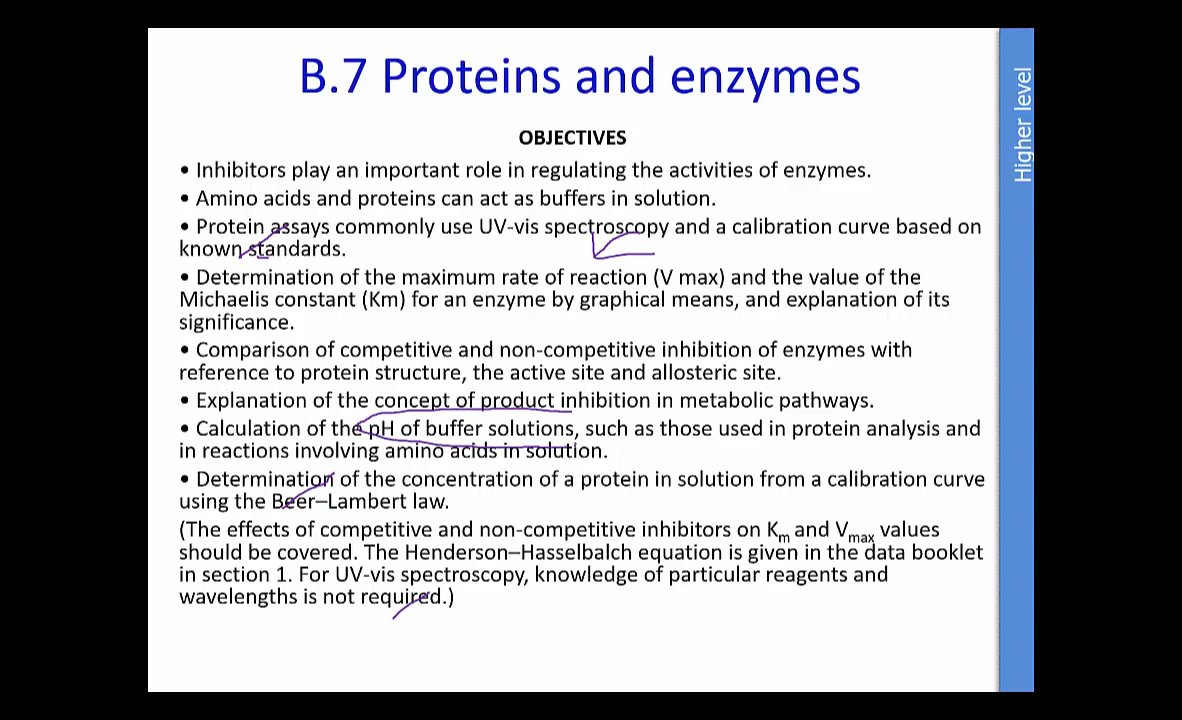 B.7 Proteins and enzymes
Higher level
OBJECTIVES
• Inhibitors play an important role in regulating the activities of enzymes.
• Amino acids and proteins can act as buffers in solution.
• Protein assays commonly use UV-vis spectroscopy and a calibration curve based on
known standards.
• Determination of the maximum rate of reaction (V max) and the value of the
Michaelis constant (Km) for an enzyme by graphical means, and explanation of its
significance.
• Comparison of competitive and non-competitive inhibition of enzymes with
reference to protein structure, the active site and allosteric site.
• Explanation of the concept of product inhibition in metabolic pathways.
• Calculation of the pH of buffer solutions, such as those used in protein analysis and
in reactions involving amino acids in solution.
• Determination of the concentration of a protein in solution from a calibration curve
using the Beer–Lambert law.
(The effects of competitive and non-competitive inhibitors on Km and Vmax values
should be covered. The Henderson–Hasselbalch equation is given in the data booklet
in section 1. For UV-vis spectroscopy, knowledge of particular reagents and
wavelengths is not required.)